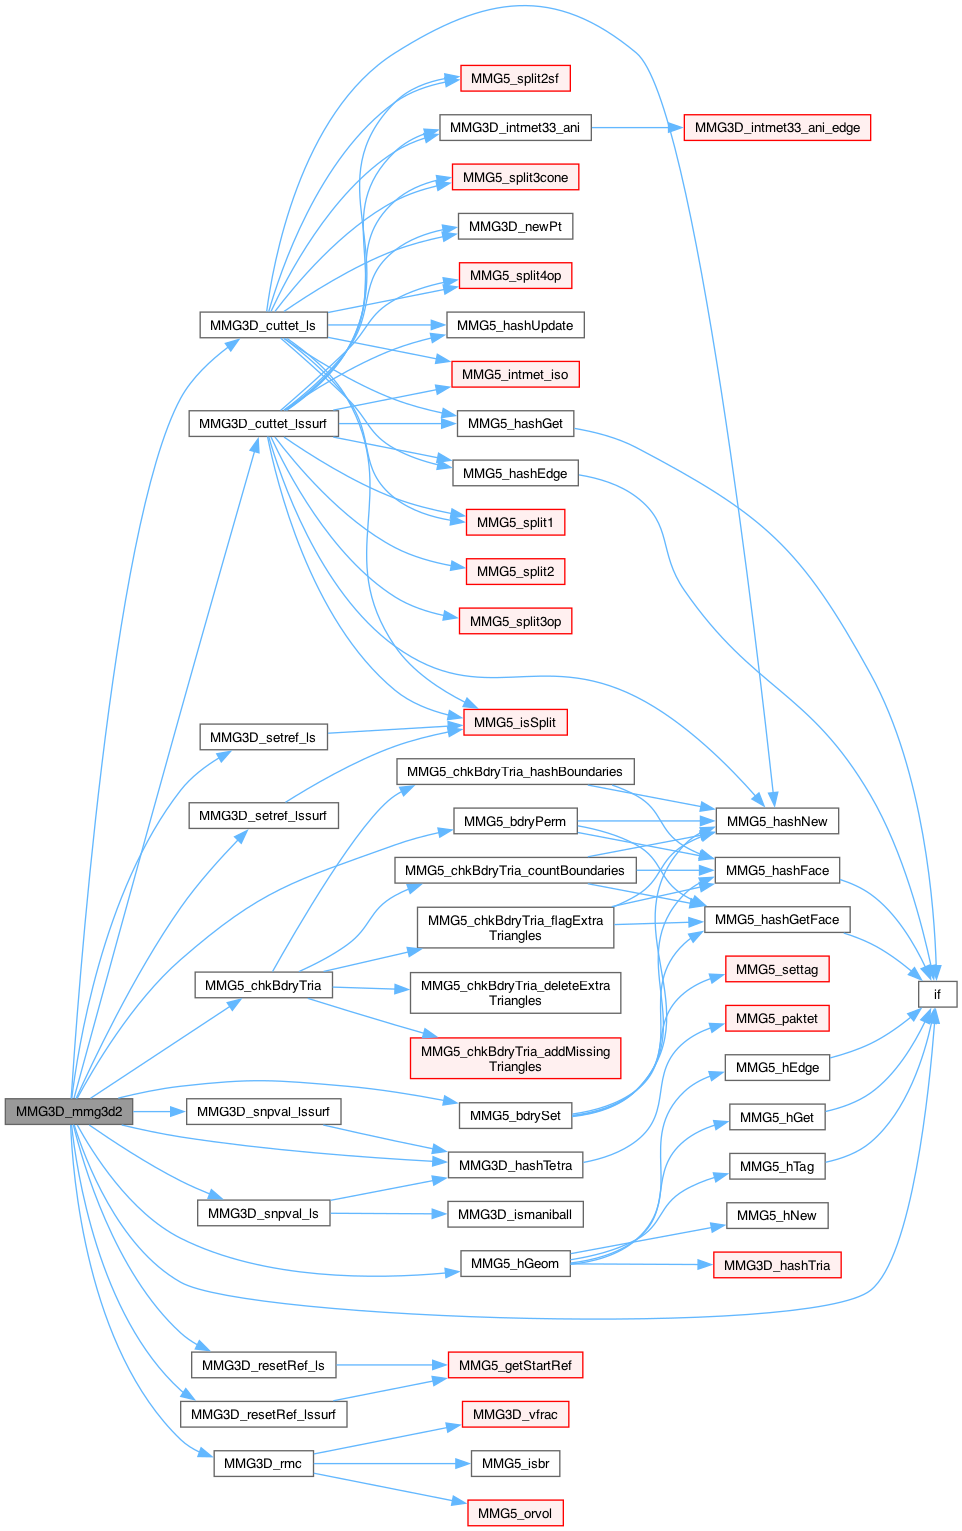 MMG5_split2sf
MMG3D_intmet33_ani
MMG3D_intmet33_ani_edge
MMG5_split3cone
MMG3D_newPt
MMG5_split4op
MMG3D_cuttet_ls
MMG5_hashUpdate
MMG5_intmet_iso
MMG3D_cuttet_lssurf
MMG5_hashGet
MMG5_hashEdge
MMG5_split1
MMG5_split2
MMG5_split3op
MMG5_isSplit
MMG3D_setref_ls
MMG5_chkBdryTria_hashBoundaries
MMG3D_setref_lssurf
MMG5_bdryPerm
MMG5_hashNew
MMG5_chkBdryTria_countBoundaries
MMG5_hashFace
MMG5_chkBdryTria_flagExtra
Triangles
MMG5_hashGetFace
MMG5_settag
MMG5_chkBdryTria
MMG5_chkBdryTria_deleteExtra
Triangles
if
MMG5_paktet
MMG5_chkBdryTria_addMissing
Triangles
MMG5_hEdge
MMG3D_mmg3d2
MMG3D_snpval_lssurf
MMG5_bdrySet
MMG5_hGet
MMG3D_hashTetra
MMG5_hTag
MMG3D_snpval_ls
MMG3D_ismaniball
MMG5_hNew
MMG5_hGeom
MMG3D_hashTria
MMG3D_resetRef_ls
MMG5_getStartRef
MMG3D_resetRef_lssurf
MMG3D_vfrac
MMG3D_rmc
MMG5_isbr
MMG5_orvol